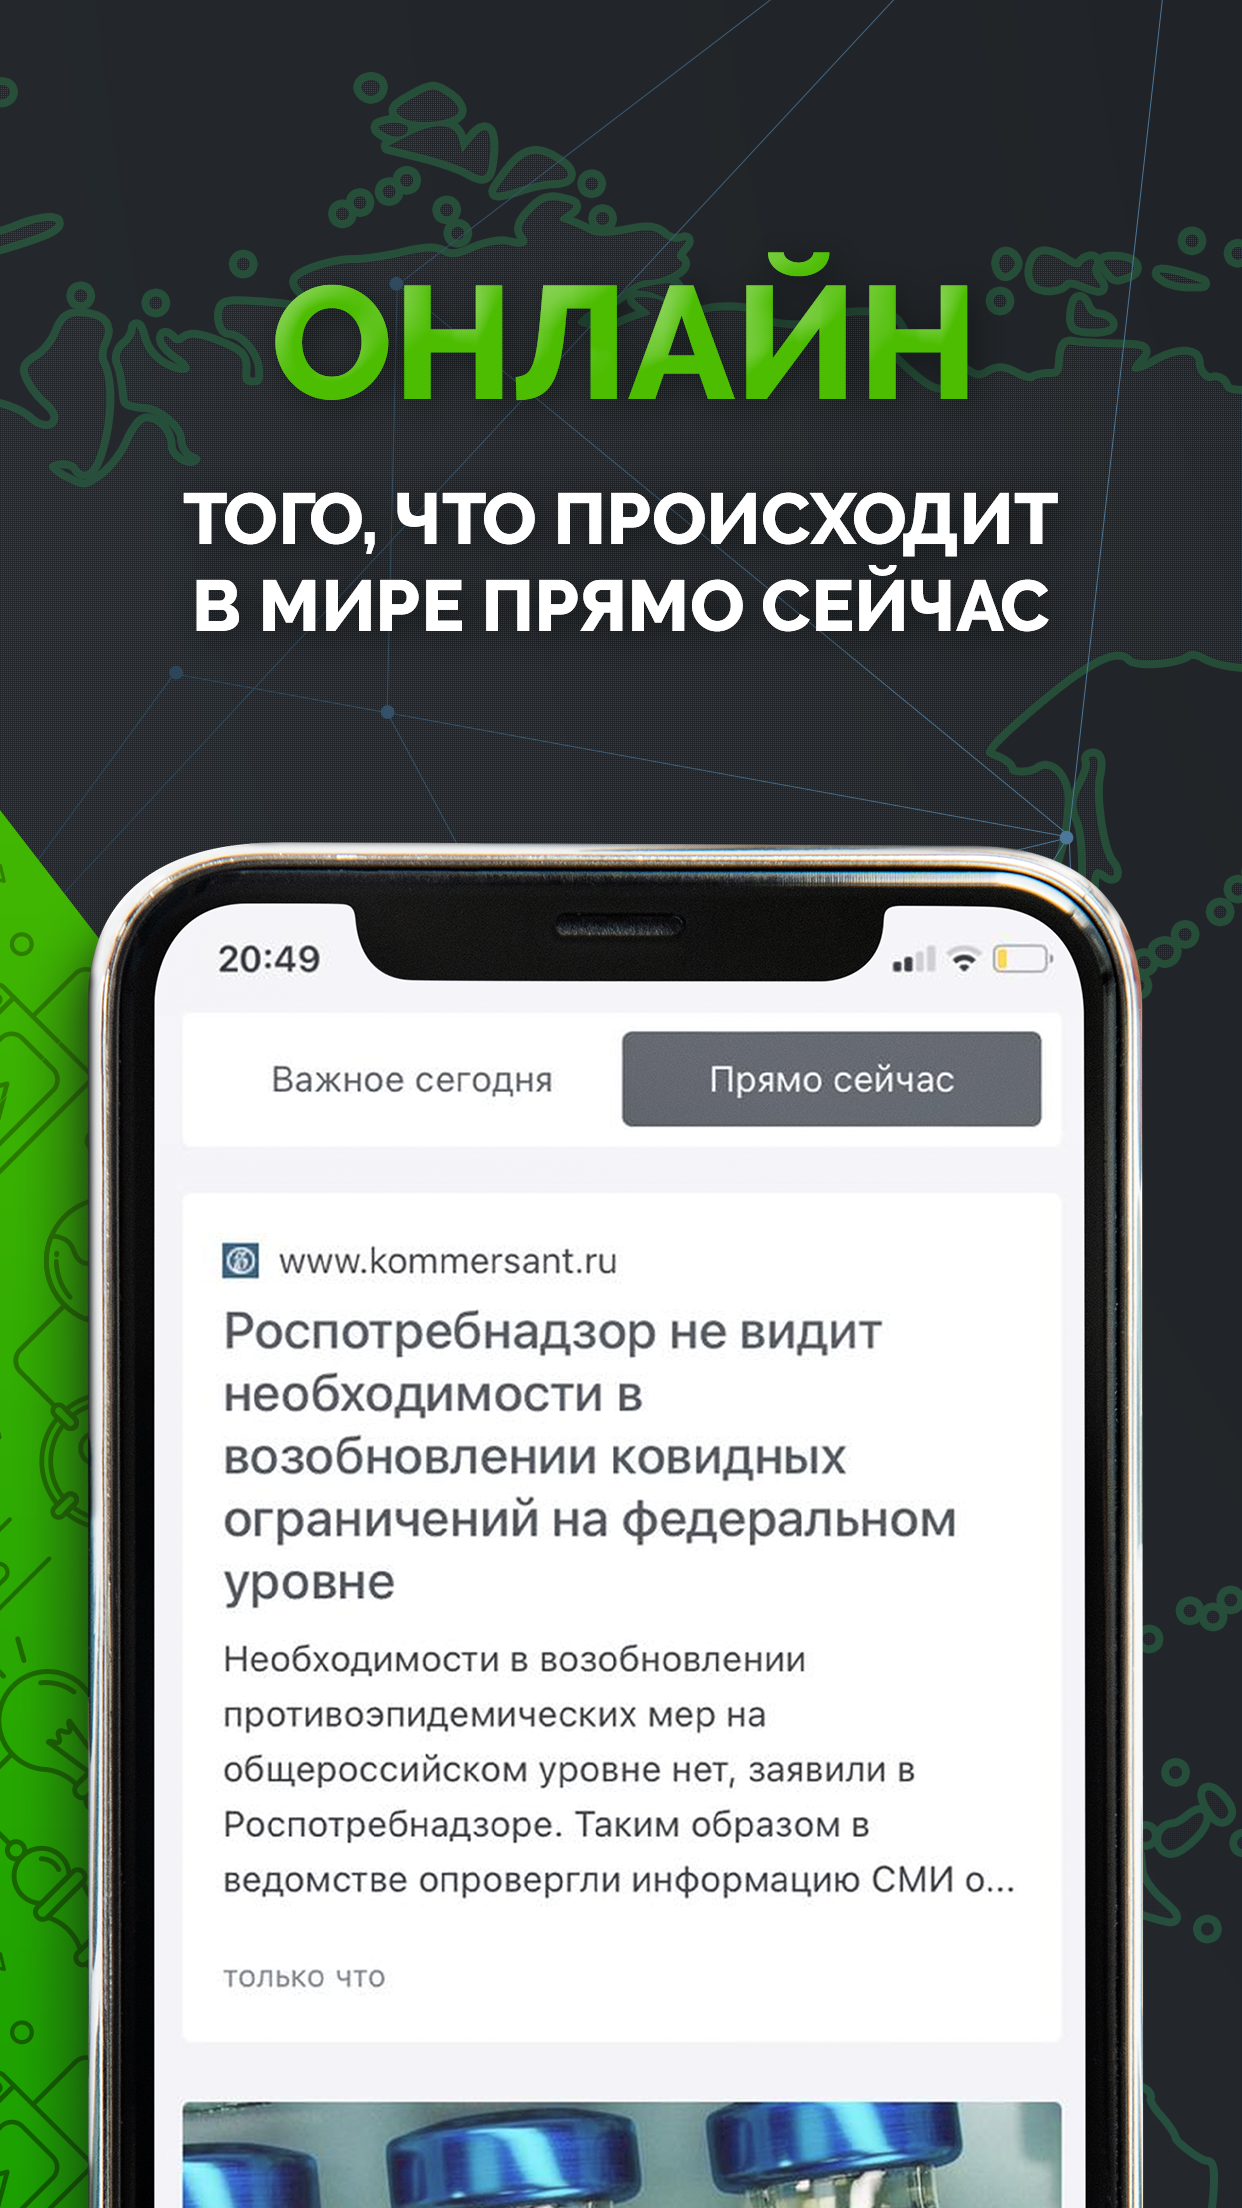 ОНЛАЙН
ТОГО, ЧТО ПРОИСХОДИТ
В МИРЕ ПРЯМО СЕЙЧАС
20:49
Важное сегодня
Прямо сейчас
www.kommersant.ru
Роспотребнадзор не видит
необходимости в
возобновлении ковидных
ограничений на федеральном
уровне
Необходимости в возобновлении
противоэпидемических мер на
общероссийском уровне нет, заявили в
Роспотребнадзоре. Таким образом в
ведомстве опровергли информацию СМИ о...
только что